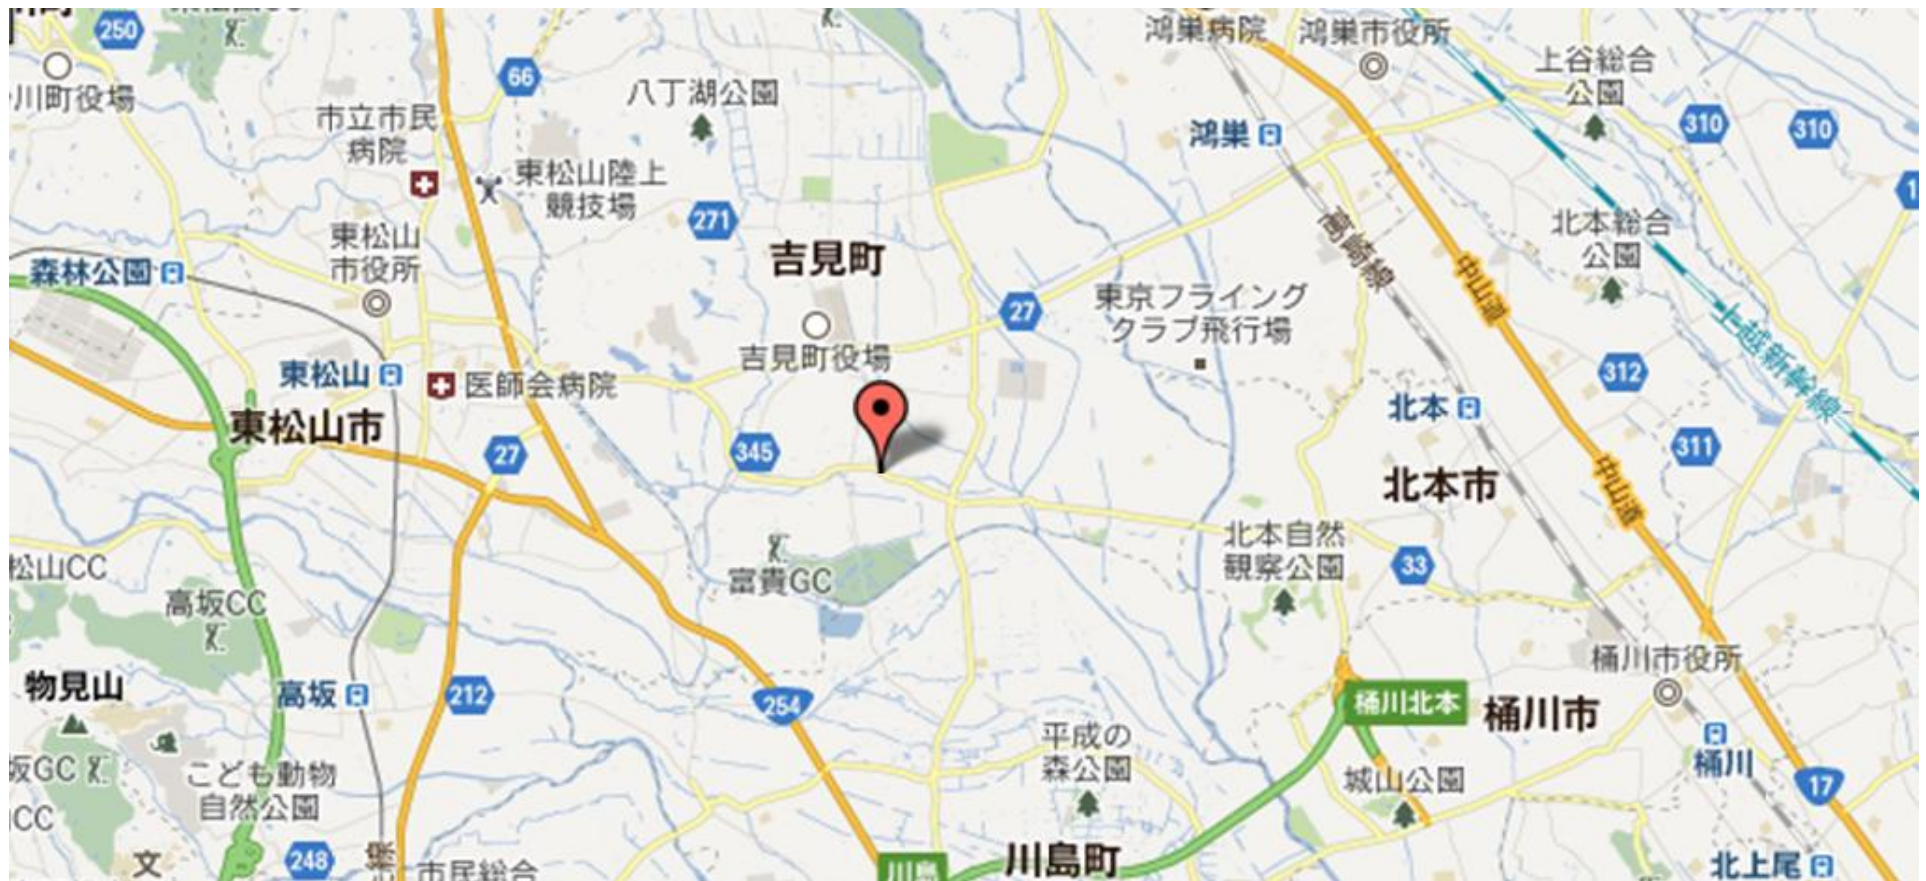 250
鴻巣病院
鴻巣市役所
川町役場
66
八丁湖公園
上谷総合
公園
市立市民
病院
鴻巣
310
310
東松山陸上
競技場
271
東松山
市役所
吉見町
高崎線
中山道
北本総合
公園
森林公園
27
東京フライング
クラブ飛行場
上越新幹線
吉見町役場
東松山
医師会病院
312
北本
東松山市
27
345
311
北本市
中山道
松山CC
富貴GC
北本自然
観察公園
33
高坂CC
物見山
高坂
212
254
桶川市役所
桶川北本
桶川市
坂GC
こども動物
自然公園
平成の
森公園
桶川
城山公園
17
CC
文
248
線
市民総合
川島
川島町
北上尾